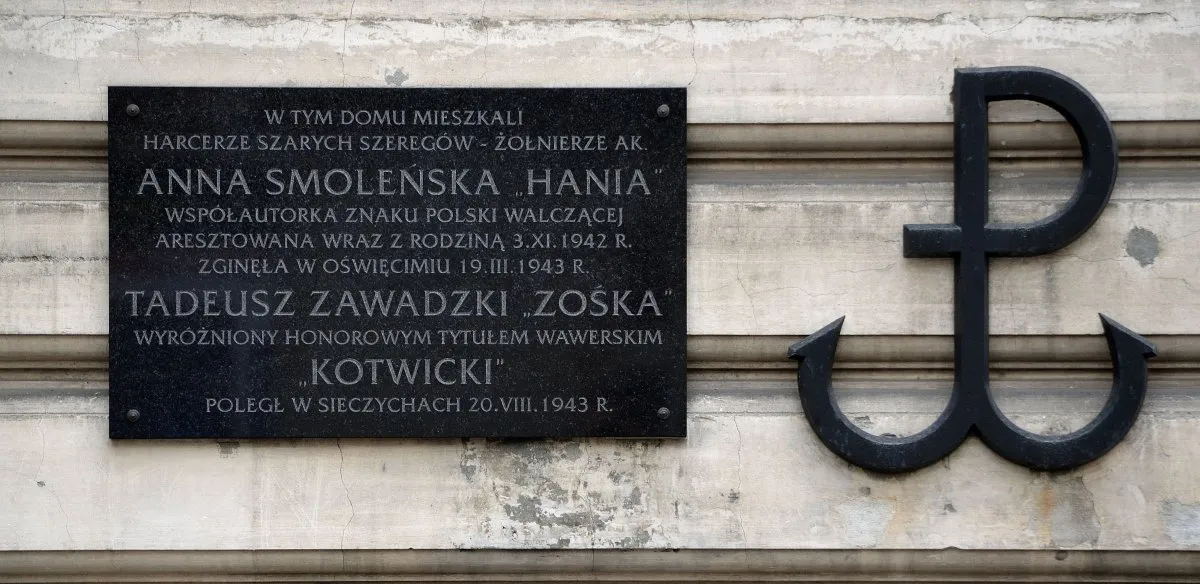 W TYM DOMU MIESZKALI
HARCERZE SZARYCH SZEREGÓW - ŻOŁNIERZE AK.
ANNA SMOLEŃSKA „HANIA”
WSPÓŁAUTORKA ZNAKU POLSKI WALCZĄCEJ
ARESZTOWANA WRAZ Z RODZINĄ 3.XI.1942 R.
ZGINĘŁA W OŚWIĘCIMIU 19.III.1943 R.
TADEUSZ ZAWADZKI „ZOŚKA”
WYRÓŻNIONY HONOROWYM TYTUŁEM WAWERSKIM
„KOTWICKI”
POLEGŁ W SIECZYCHACH 20.VIII.1943 R.